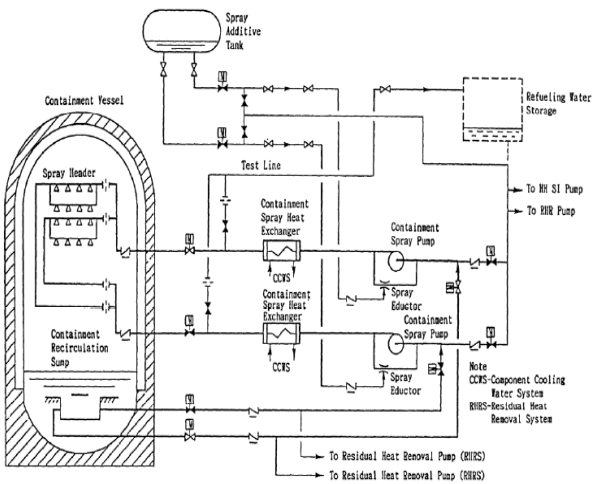 Spray
Additive
Tank
Containment Vessel
Refueling Water
Storage
Spray Header
Test Line
Containment
Spray Heat
Exchanger
Containment
Spray Pump
To HH SI Pump
To RHR Pump
CCWS
Spray
Eductor
Containment
Spray Heat
Exchanger
Containment
Spray Pump
Containment
Recirculation
Sump
CCWS
Spray
Eductor
Note
CCWS-Component Cooling
Water System
RHRS-Residual Heat
Removal System
To Residual Heat Removal Pump (RHRS)
To Residual Heat Removal Pump (RHRS)